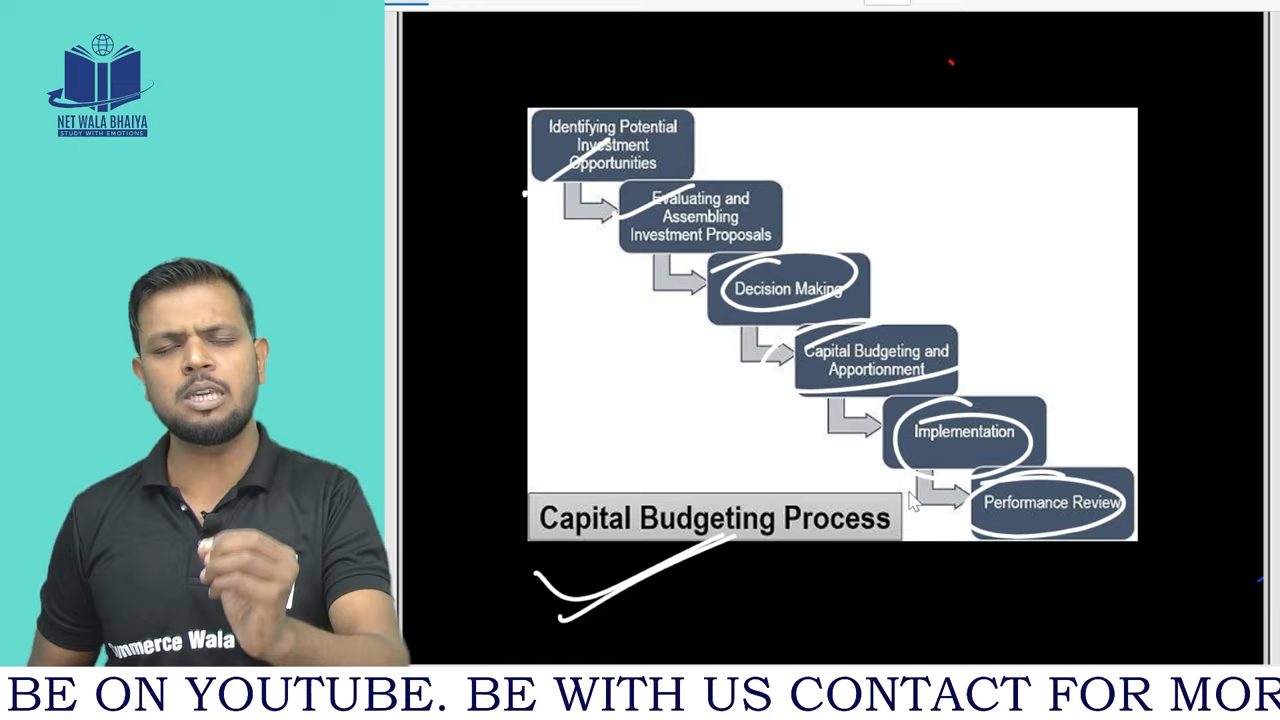 NET WALA BHAIYA
STUDY WITH EMOTIONS
Identifying Potential
Investment
Opportunities
Evaluating and
Assembling
Investment Proposals
Decision Making
Capital Budgeting and
Apportionment
Implementation
Performance Review
Capital Budgeting Process
ommerce Wala
BE ON YOUTUBE. BE WITH US CONTACT FOR MOR